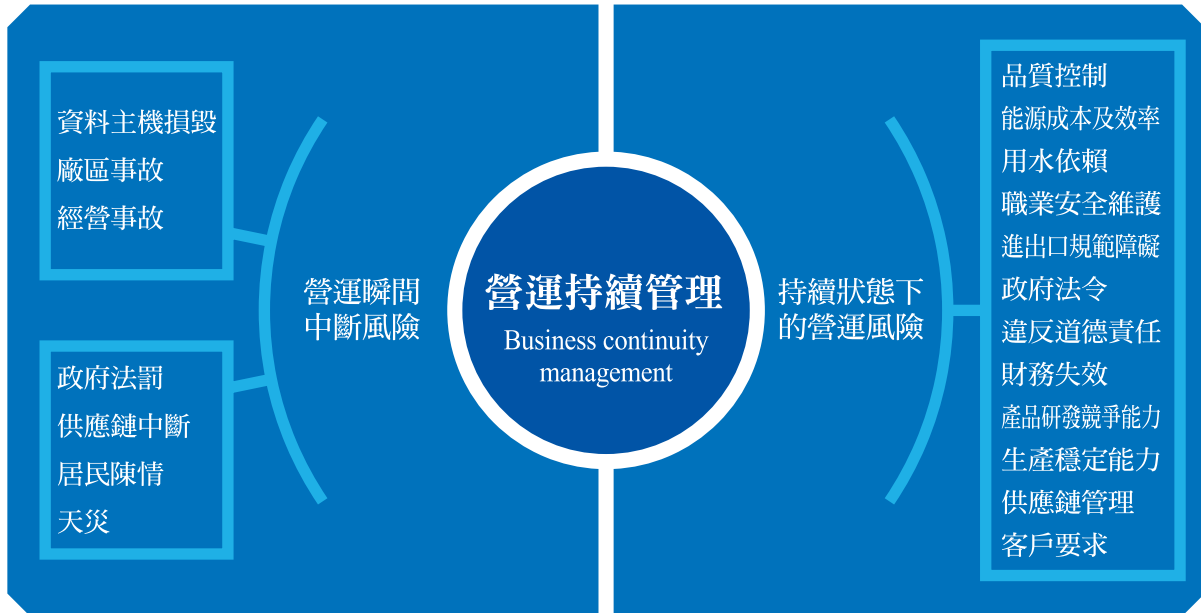 資料主機損毀
廠區事故
經營事故
政府法罰
供應鏈中斷
居民陳情
天災
營運瞬間
中斷風險
營運持續管理
Business continuity
management
持續狀態下
的營運風險
品質控制
能源成本及效率
用水依賴
職業安全維護
進出口規範障礙
政府法令
違反道德責任
財務失效
產品研發競爭能力
生產穩定能力
供應鏈管理
客戶要求